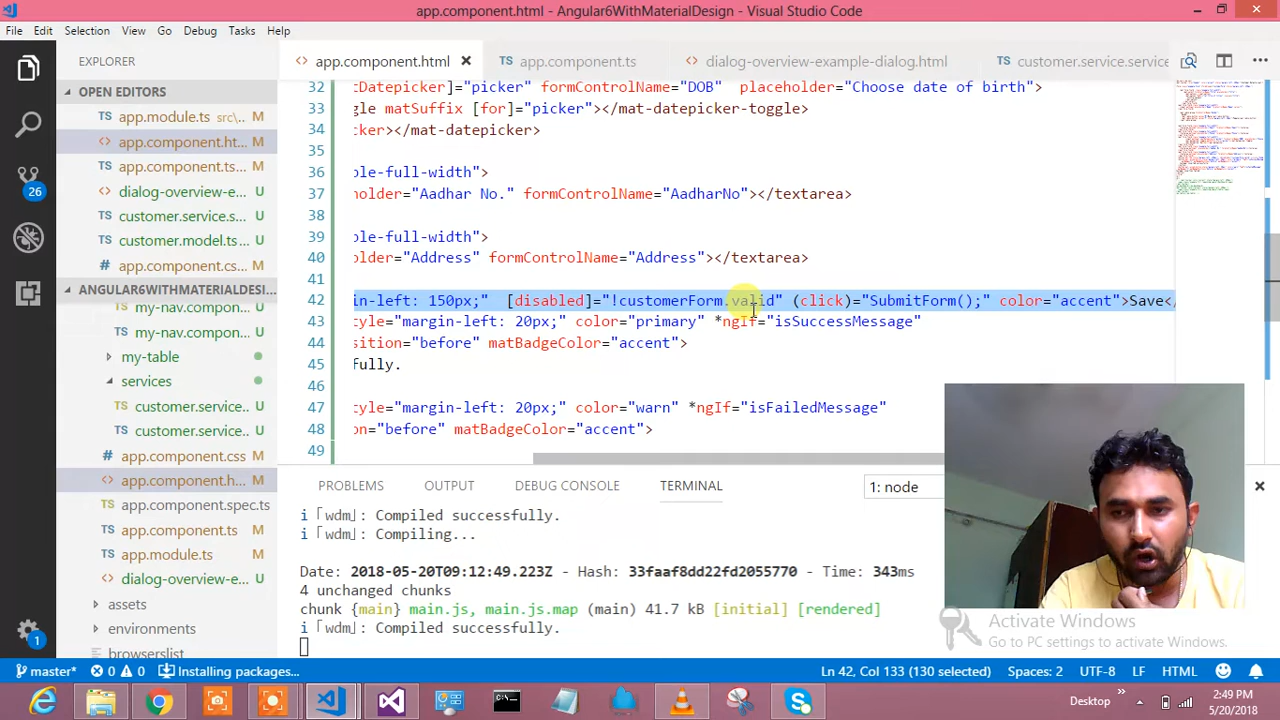 app.component.html - Angular6WithMaterialDesign - Visual Studio Code
File Edit Selection View Go Debug Tasks Help
EXPLORER
app.component.html
app.component.ts
dialog-overview-example-dialog.html
customer.service.service
OPEN EDITORS
app.module.ts src\... M
app.component.ht... M
app.component.ts... M
dialog-overview-e... U
customer.service.s... U
customer.model.ts... U
app.component.cs... M
ANGULAR6WITHMATERIALDESIGN
my-nav.componen... U
my-nav.componen... U
my-table
services
customer.service... U
customer.service... U
app.component.css M
app.component.h... M
app.component.spec.ts
app.component.ts M
app.module.ts M
dialog-overview-e... U
assets
environments
browserslist
26
1
32 :Datepicker]="picker" formControlName="DOB" placeholder="Choose date of birth">
33 gle matSuffix [for]="picker"></mat-datepicker-toggle>
34 cker></mat-datepicker>
35
36 ple-full-width">
37 holder="Aadhar No." formControlName="AadharNo"></textarea>
38
39 ple-full-width">
40 older="Address" formControlName="Address"></textarea>
41
42 in-left: 150px;" [disabled]="!customerForm.valid" (click)="SubmitForm();" color="accent">Save</
43 tyle="margin-left: 20px;" color="primary" *ngIf="isSuccessMessage"
44 sition="before" matBadgeColor="accent">
45 fully.
46
47 tyle="margin-left: 20px;" color="warn" *ngIf="isFailedMessage"
48 on="before" matBadgeColor="accent">
49
PROBLEMS OUTPUT DEBUG CONSOLE TERMINAL 1: node
i ｢wdm｣: Compiled successfully.
i ｢wdm｣: Compiling...
Date: 2018-05-20T09:12:49.223Z - Hash: 33faaf8dd22fd2055770 - Time: 343ms
4 unchanged chunks
chunk {main} main.js, main.js.map (main) 41.7 kB [initial] [rendered]
i ｢wdm｣: Compiled successfully.
Activate Windows
Go to PC settings to activate Windows.
master* 0 0 Installing packages... Ln 42, Col 133 (130 selected) Spaces: 2 UTF-8 LF HTML
Desktop
2:49 PM
5/20/2018